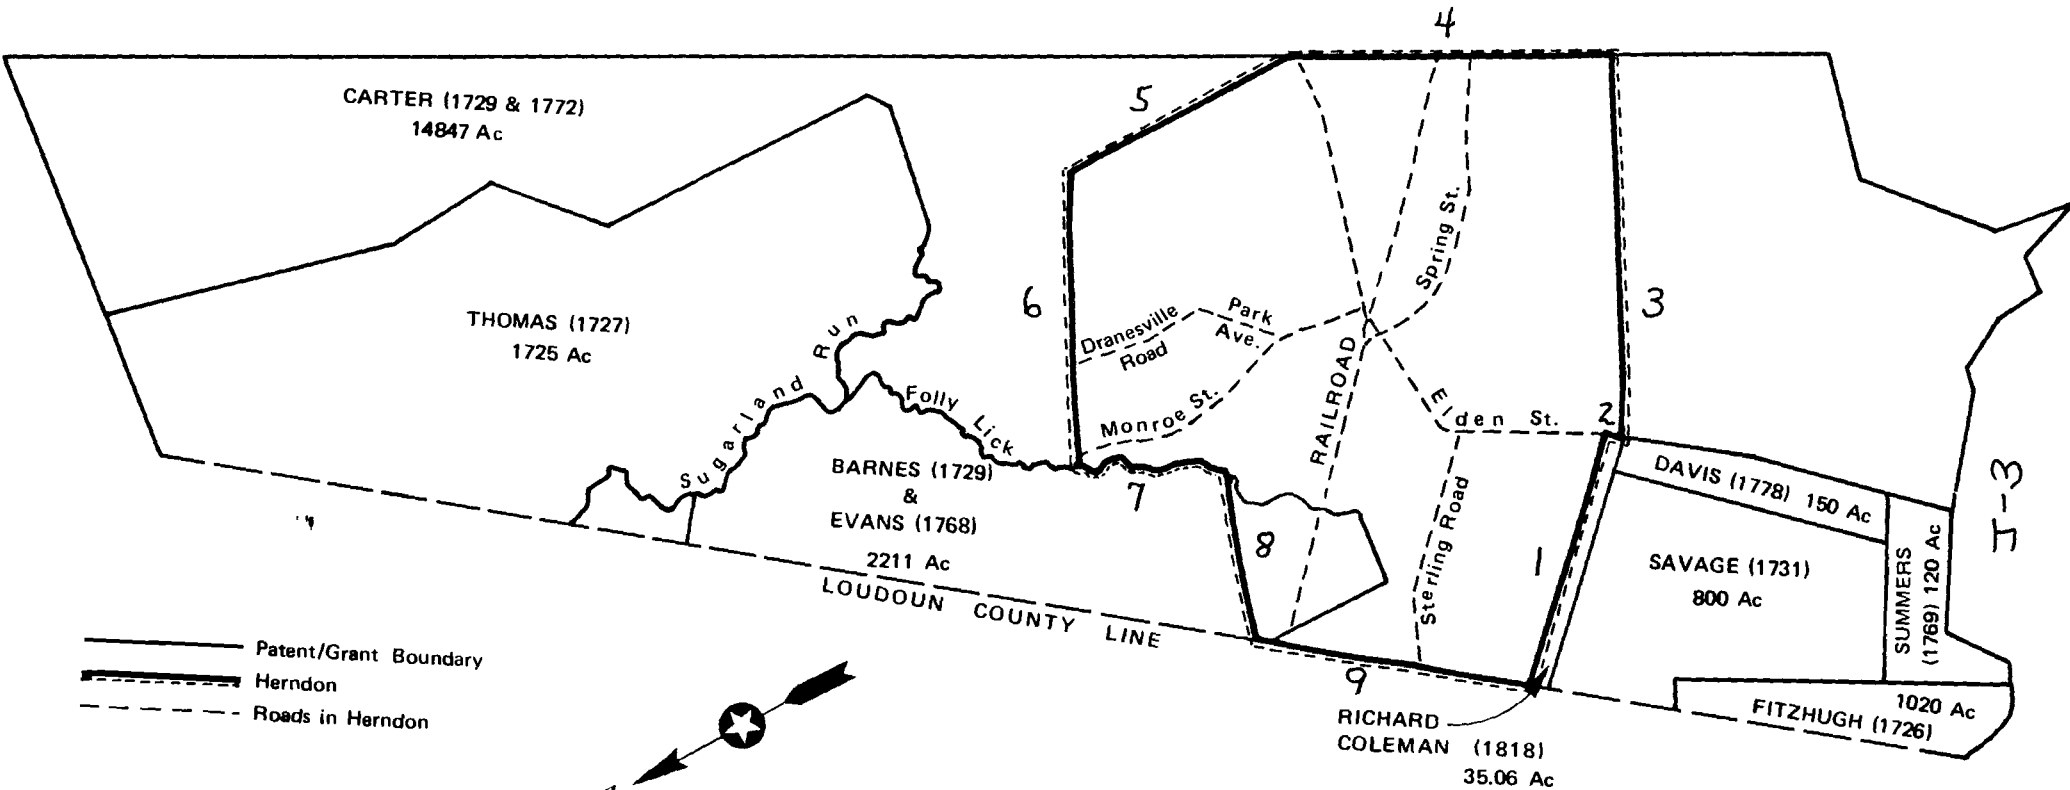 4
CARTER (1729 & 1772)
14847 Ac
5
THOMAS (1727)
1725 Ac
Sugarland Run
Folly Lick
6
Dranesville
Road
Park
Ave.
Monroe St.
RAILROAD
Spring St.
Elden St.
Sterling Road
3
2
BARNES (1729)
&
EVANS (1768)
2211 Ac
7
8
1
9
DAVIS (1778) 150 Ac
SAVAGE (1731)
800 Ac
SUMMERS
(1769) 120 Ac
1020 Ac
FITZHUGH (1726)
LOUDOUN COUNTY LINE
RICHARD
COLEMAN (1818)
35.06 Ac
Patent/Grant Boundary
Herndon
Roads in Herndon